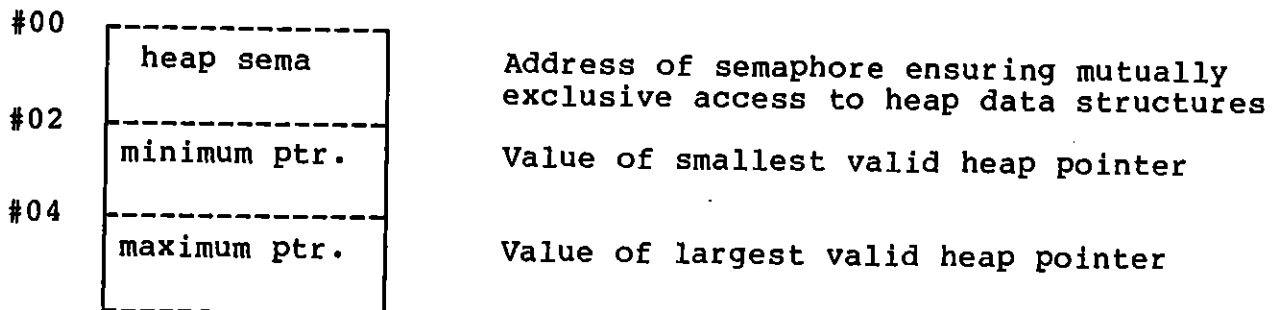 #00
heap sema
Address of semaphore ensuring mutually
exclusive access to heap data structures
#02
minimum ptr.
Value of smallest valid heap pointer
#04
maximum ptr.
Value of largest valid heap pointer